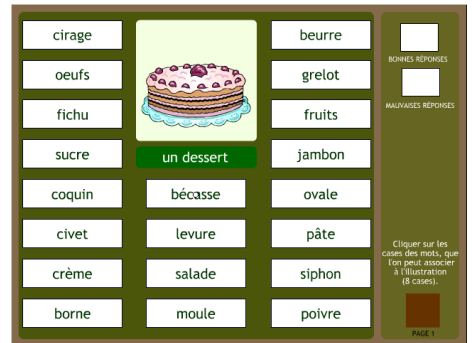 cirage
oeufs
fichu
sucre
coquin
civet
crème
borne
un dessert
bécasse
levure
salade
moule
beurre
grelot
fruits
jambon
ovale
pâte
siphon
poivre
BONNES RÉPONSES
MAUVAISES RÉPONSES
Cliquer sur les
cases des mots, que
l'on peut associer
à l'illustration
(8 cases).
PAGE 1